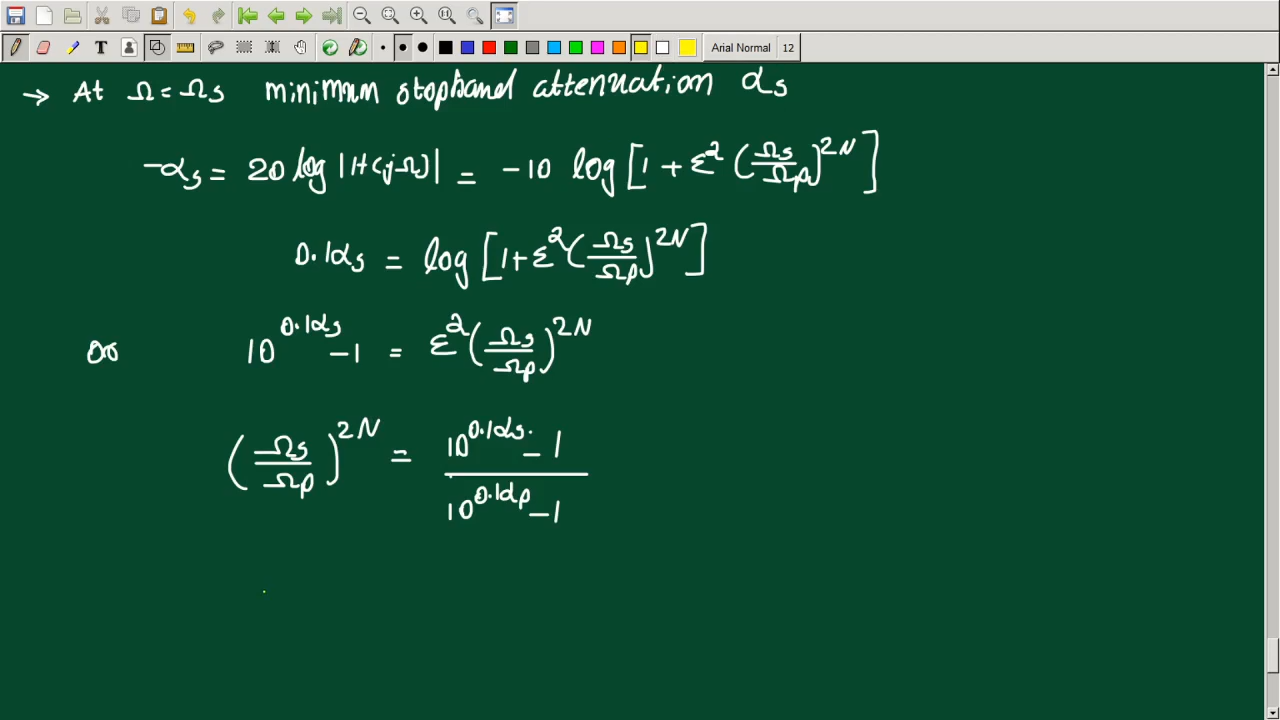 Arial Normal 12
→ At Ω = Ωs minimum stopband attenuation αs
-αs = 20 log |H(jΩ)| = -10 log [1 + ε² (Ωs/Ωp)^2N]
0.1αs = log [1+ε² (Ωs/Ωp)^2N]
Or 10^0.1αs -1 = ε² (Ωs/Ωp)^2N
(Ωs/Ωp)^2N = (10^0.1αs - 1)/(10^0.1αp -1)